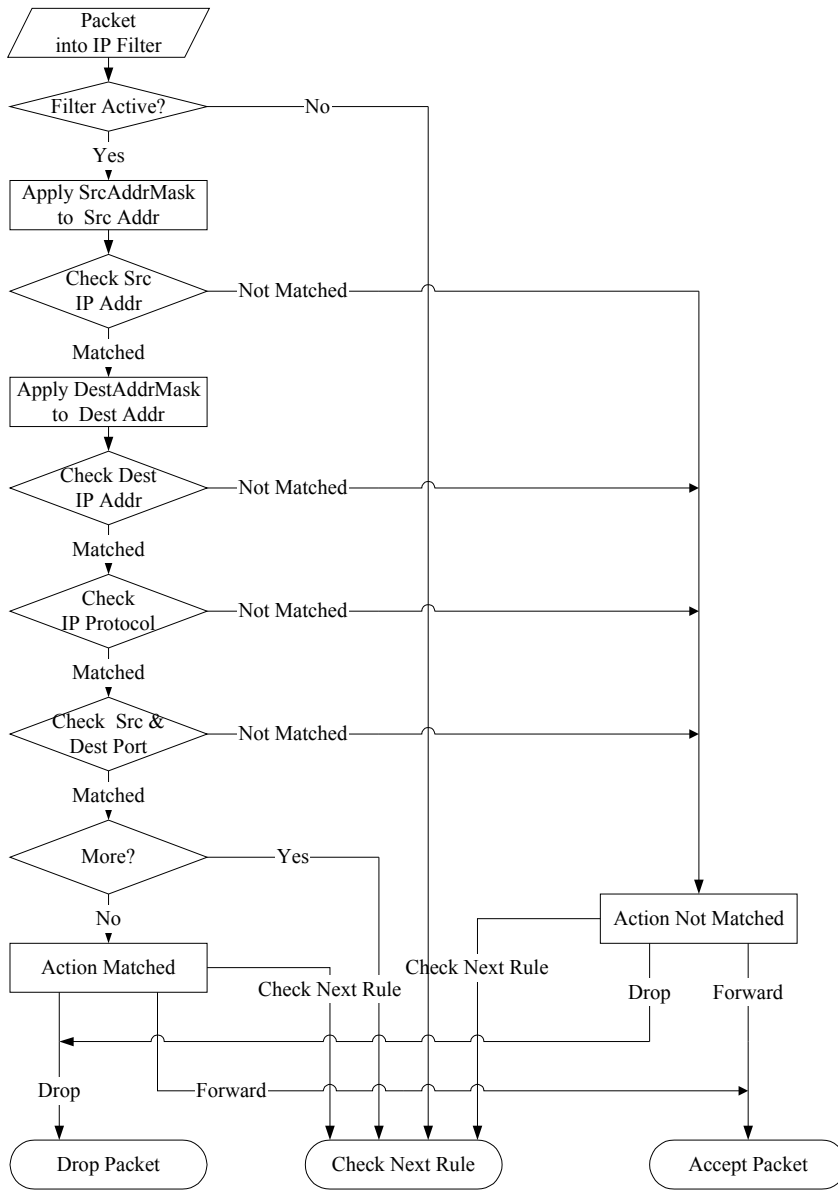 Packet
into IP Filter
Filter Active?
No
Yes
Apply SrcAddrMask
to Src Addr
Check Src
IP Addr
Not Matched
Matched
Apply DestAddrMask
to Dest Addr
Check Dest
IP Addr
Not Matched
Matched
Check
IP Protocol
Not Matched
Matched
Check Src &
Dest Port
Not Matched
Matched
More?
Yes
No
Action Not Matched
Action Matched
Check Next Rule
Check Next Rule
Drop
Forward
Drop
Forward
Drop Packet
Check Next Rule
Accept Packet